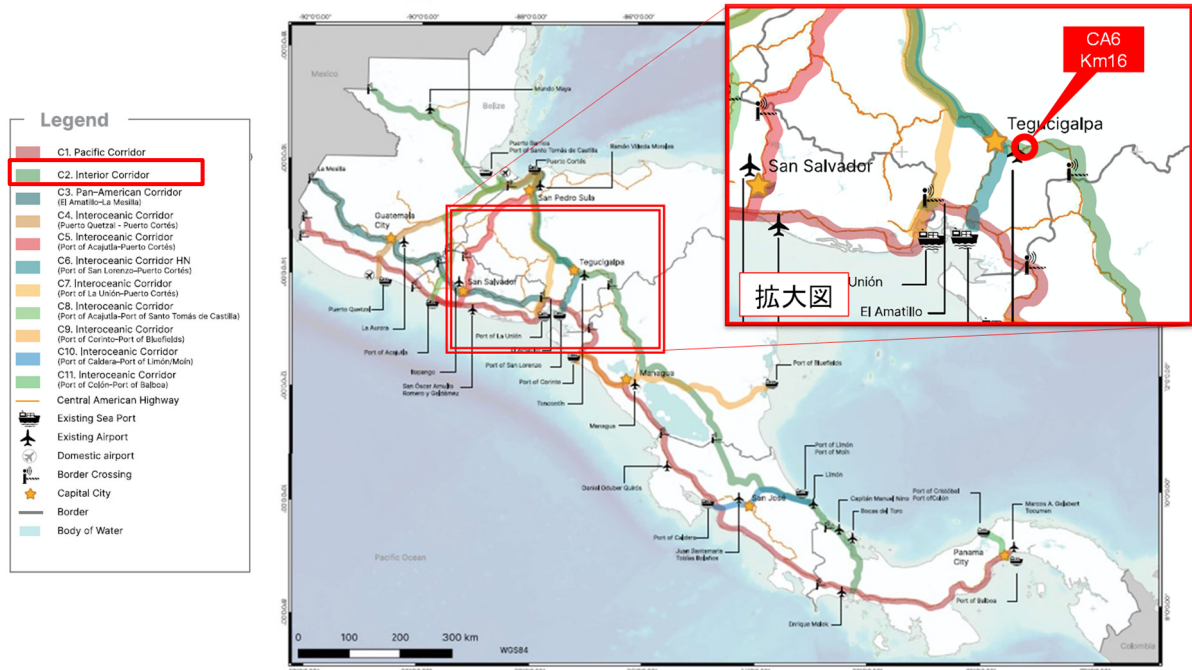 Legend
C1. Pacific Corridor
C2. Interior Corridor
C3. Pan-American Corridor
(El Amatillo-La Mesilla)
C4. Interoceanic Corridor
(Puerto Quetzal - Puerto Cortés)
C5. Interoceanic Corridor
(Port of Acajutla-Puerto Cortés)
C6. Interoceanic Corridor HN
(Port of San Lorenzo-Puerto Cortés)
C7. Interoceanic Corridor
(Port of La Unión-Puerto Cortés)
C8. Interoceanic Corridor
(Port of Acajutla-Port of Santo Tomás de Castilla)
C9. Interoceanic Corridor
(Port of Corinto-Port of Bluefields)
C10. Interoceanic Corridor
(Port of Caldera-Port of Limón/Moín)
C11. Interoceanic Corridor
(Port of Colón-Port of Balboa)
Central American Highway
Existing Sea Port
Existing Airport
Domestic airport
Border Crossing
Capital City
Border
Body of Water
Mexico
Belize
Mundo Maya
Puerto Barrios
Port of Santo Tomás de Castilla
Puerto Cortés
Ramón Villeda Morales
La Mesilla
San Pedro Sula
Guatemala
City
Tegucigalpa
San Salvador
Puerto Quetzal
La Aurora
Port of Acajutla
Ilopango
San Óscar Arnulfo
Romero y Galdámez
Port of La Unión
Port of San Lorenzo
Port of Corinto
Toncontín
Managua
Managua
Port of Bluefields
Daniel Oduber Quirós
Port of Limón
Port of Moín
Limón
San José
Capitán Manuel Nino
Bocas del Toro
Port of Caldera
Juan Santamaría
Tobías Bolaños
Port of Cristóbal
Port of Colón
Marcos A. Gelabert
Tocumen
Panama
City
Port of Balboa
Enrique Malek
Pacific Ocean
Colombia
0 100 200 300 km
WGS84
CA6
Km16
Tegucigalpa
San Salvador
Unión
El Amatillo
拡大図